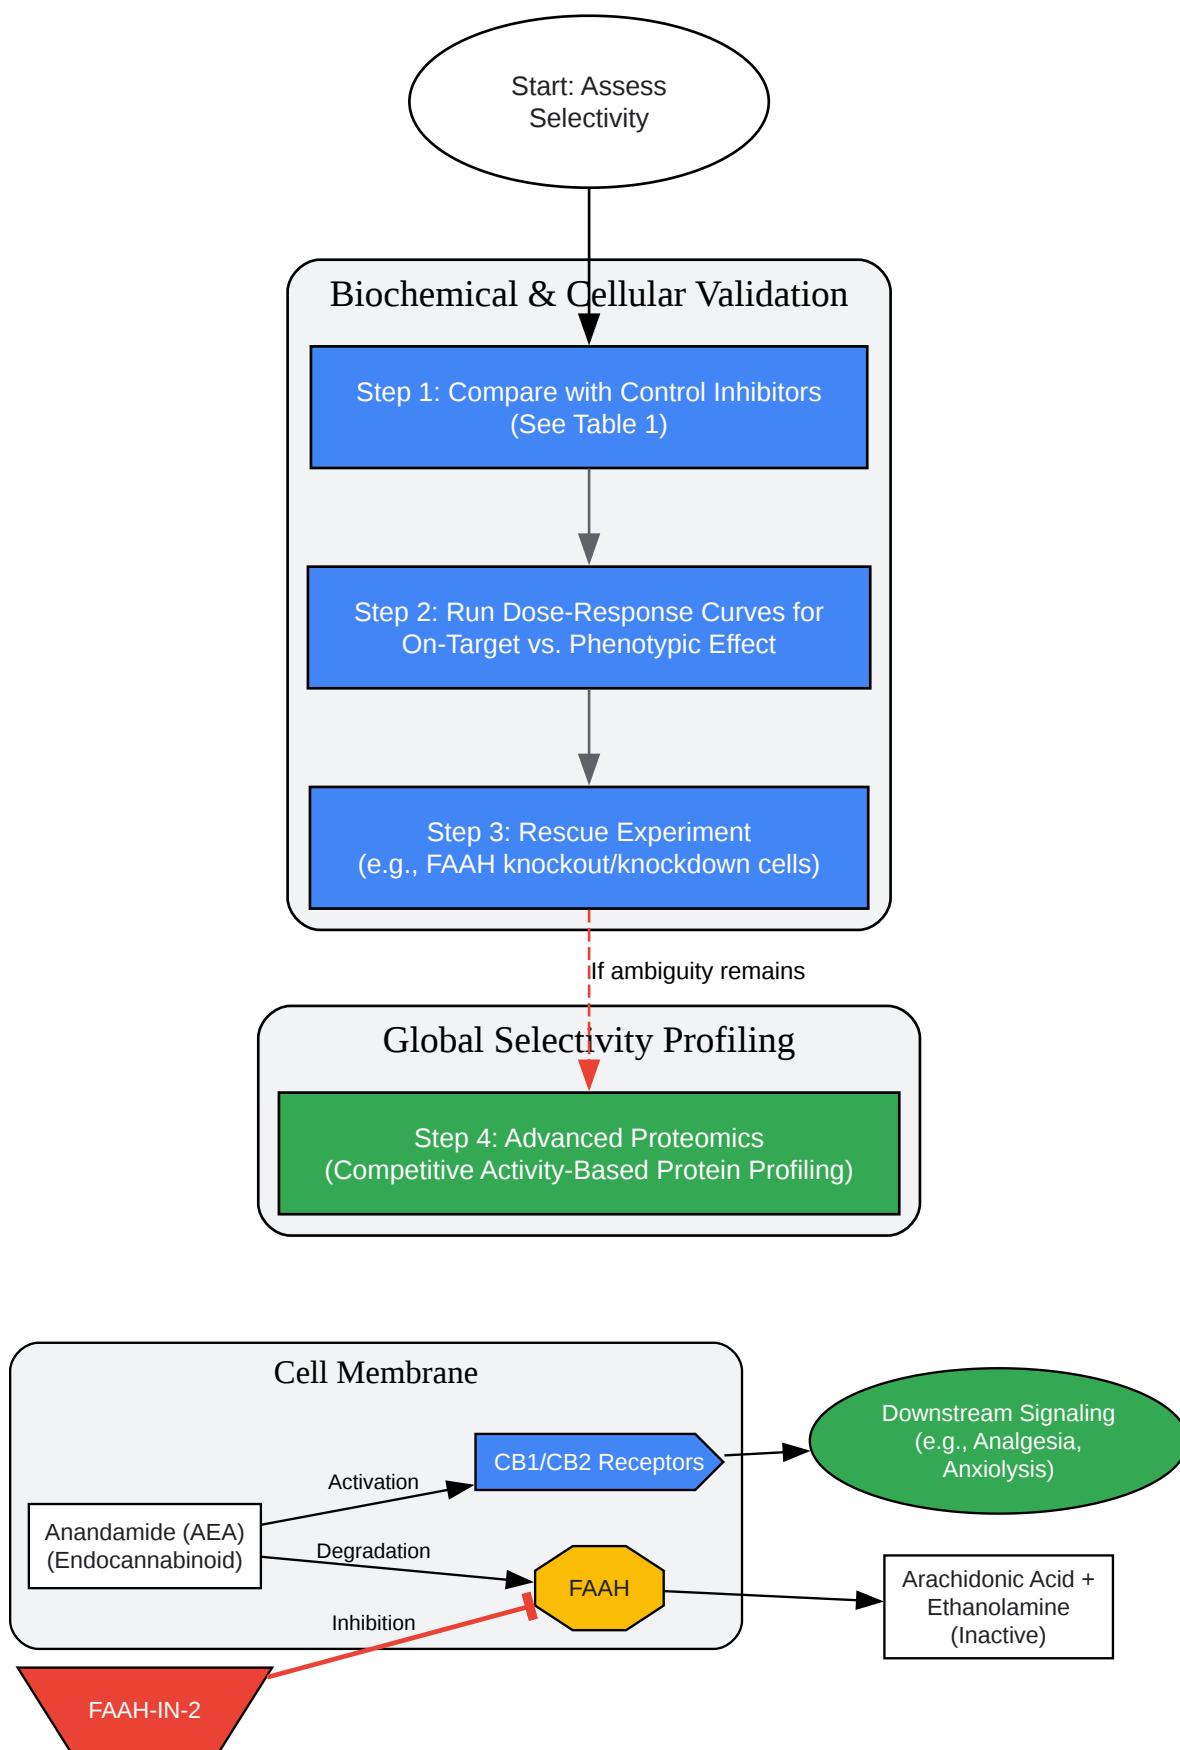 Start: Assess
Selectivity
Biochemical & Cellular Validation
Step 1: Compare with Control Inhibitors
(See Table 1)
Step 2: Run Dose-Response Curves for
On-Target vs. Phenotypic Effect
Step 3: Rescue Experiment
(e.g., FAAH knockout/knockdown cells)
If ambiguity remains
Global Selectivity Profiling
Step 4: Advanced Proteomics
(Competitive Activity-Based Protein Profiling)
Cell Membrane
Downstream Signaling
(e.g., Analgesia,
Anxiolysis)
CB1/CB2 Receptors
Activation
Anandamide (AEA)
(Endocannabinoid)
Degradation
FAAH
Arachidonic Acid +
Ethanolamine
(Inactive)
Inhibition
FAAH-IN-2